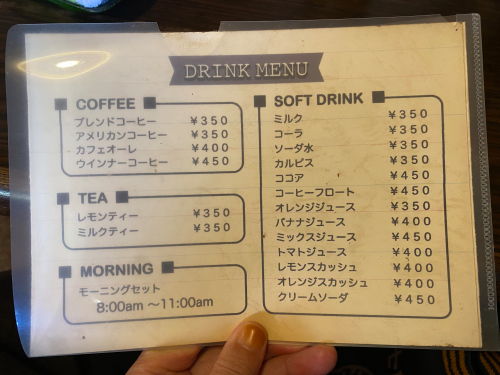 DRINK MENU
COFFEE
ブレンドコーヒー ¥350
アメリカンコーヒー ¥350
カフェオーレ ¥400
ウインナーコーヒー ¥450
TEA
レモンティー ¥350
ミルクティー ¥350
MORNING
モーニングセット
8:00am ～11:00am
SOFT DRINK
ミルク ¥350
コーラ ¥350
ソーダ水 ¥350
カルピス ¥350
ココア ¥450
コーヒーフロート ¥450
オレンジジュース ¥350
バナナジュース ¥400
ミックスジュース ¥450
トマトジュース ¥400
レモンスカッシュ ¥400
オレンジスカッシュ ¥400
クリームソーダ ¥450